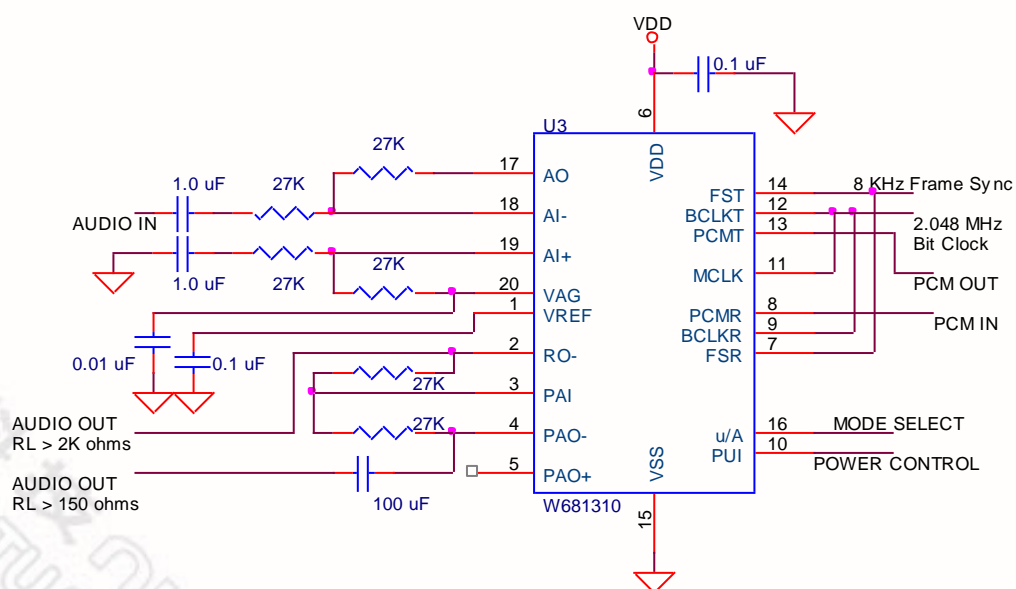 VDD
0.1 uF
6
U3
VDD
27K
17
AO
1.0 uF
27K
18
AI-
AUDIO IN
19
AI+
1.0 uF
27K
27K
20
VAG
1
VREF
0.01 uF
0.1 uF
2
RO-
27K
3
PAI
AUDIO OUT
RL > 2K ohms
27K
4
PAO-
AUDIO OUT
RL > 150 ohms
100 uF
5
PAO+
VSS
W681310
15
FST
14
8 KHz Frame Sync
BCLKT
12
2.048 MHz
Bit Clock
PCMT
13
MCLK
11
PCM OUT
PCMR
8
PCM IN
BCLKR
9
FSR
7
u/A
16
MODE SELECT
PUI
10
POWER CONTROL